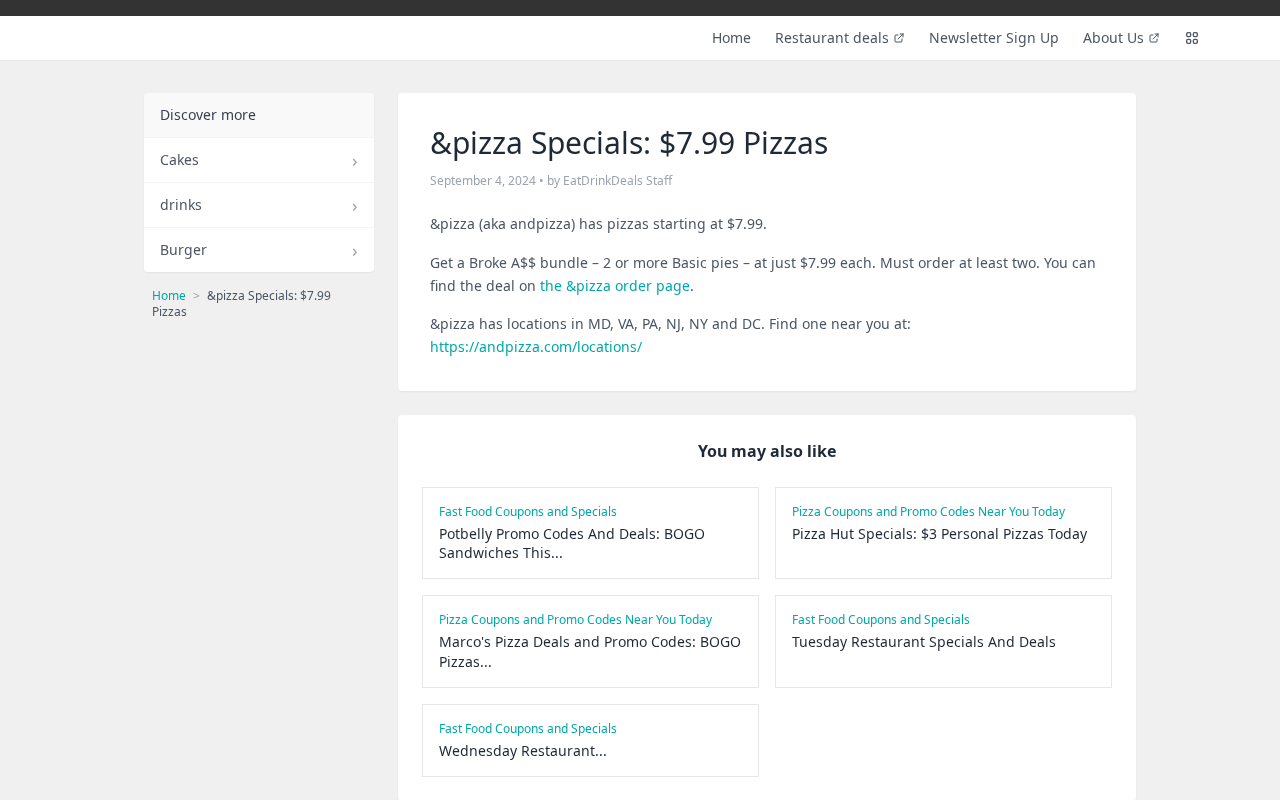 Home
Restaurant deals
Newsletter Sign Up
About Us
Discover more
Cakes
drinks
Burger
Home > &pizza Specials: $7.99
Pizzas
&pizza Specials: $7.99 Pizzas
September 4, 2024 • by EatDrinkDeals Staff
&pizza (aka andpizza) has pizzas starting at $7.99.
Get a Broke A$$ bundle – 2 or more Basic pies – at just $7.99 each. Must order at least two. You can
find the deal on the &pizza order page.
&pizza has locations in MD, VA, PA, NJ, NY and DC. Find one near you at:
https://andpizza.com/locations/
You may also like
Fast Food Coupons and Specials
Potbelly Promo Codes And Deals: BOGO
Sandwiches This...
Pizza Coupons and Promo Codes Near You Today
Pizza Hut Specials: $3 Personal Pizzas Today
Pizza Coupons and Promo Codes Near You Today
Marco's Pizza Deals and Promo Codes: BOGO
Pizzas...
Fast Food Coupons and Specials
Tuesday Restaurant Specials And Deals
Fast Food Coupons and Specials
Wednesday Restaurant...